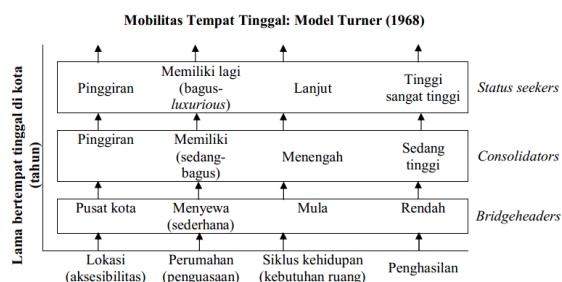 Mobilitas Tempat Tinggal: Model Turner (1968)
Lama bertempat tinggal di kota
(tahun)
Pinggiran
Memiliki lagi
(bagus-
luxurious)
Lanjut
Tinggi
sangat tinggi
Status seekers
Pinggiran
Memiliki
(sedang-
bagus)
Menengah
Sedang
tinggi
Consolidators
Pusat kota
Menyewa
(sederhana)
Mula
Rendah
Bridgeheaders
Lokasi
(aksesibilitas)
Perumahan
(penguasaan)
Siklus kehidupan
(kebutuhan ruang)
Penghasilan